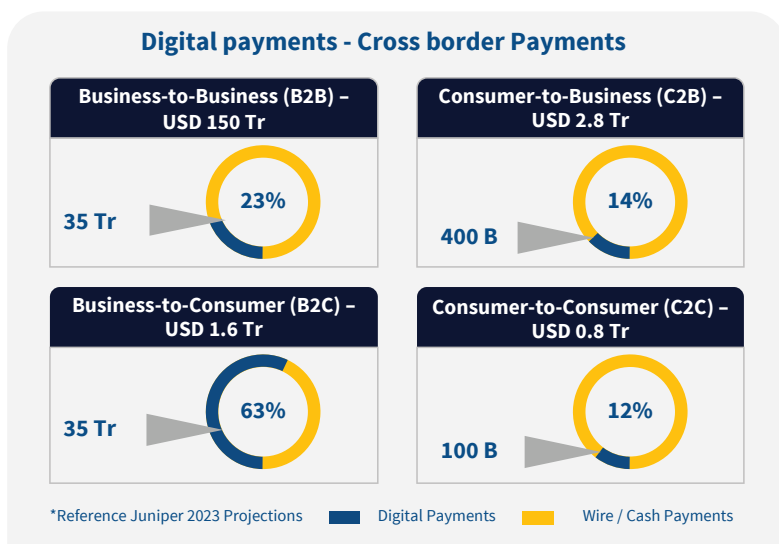 Digital payments - Cross border Payments
Business-to-Business (B2B) –
USD 150 Tr
23%
35 Tr
Consumer-to-Business (C2B) –
USD 2.8 Tr
14%
400 B
Business-to-Consumer (B2C) –
USD 1.6 Tr
63%
35 Tr
Consumer-to-Consumer (C2C) –
USD 0.8 Tr
12%
100 B
*Reference Juniper 2023 Projections
Digital Payments
Wire / Cash Payments